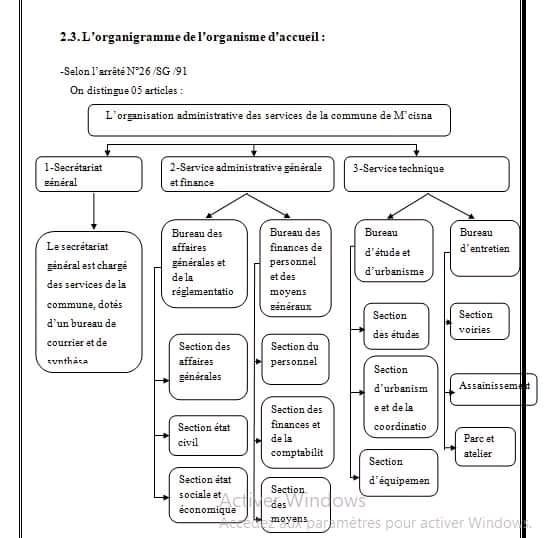 2.3. L'organigramme de l'organisme d'accueil :
-Selon l'arrêté N°26 /SG /91
On distingue 05 articles :
L'organisation administrative des services de la commune de M'cisna
1-Secrétariat
général
2-Service administrative générale
et finance
3-Service technique
Le secrétariat
général est chargé
des services de la
commune, dotés
d'un bureau de
courrier et de
synthèse
Bureau des
affaires
générales et
de la
réglementatio
Section des
affaires
générales
Section état
civil
Section état
sociale et
économique
Bureau des
finances de
personnel
et des
moyens
généraux
Section du
personnel
Section des
finances et
de la
comptabilit
Section
des
moyens
Bureau
d'étude et
d'urbanisme
Section
dés études
Section
d'urbanism
e et de la
coordinatio
Section
d'équipemen
Bureau
d'entretien
Section
voiries
Assainissement
Parc et
atelier
Activer Windows
Accédez aux paramètres pour activer Windows.